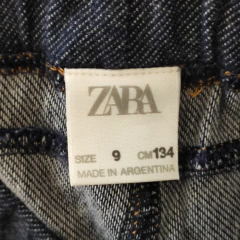 ZARA
SIZE 9 CM 134
MADE IN ARGENTINA